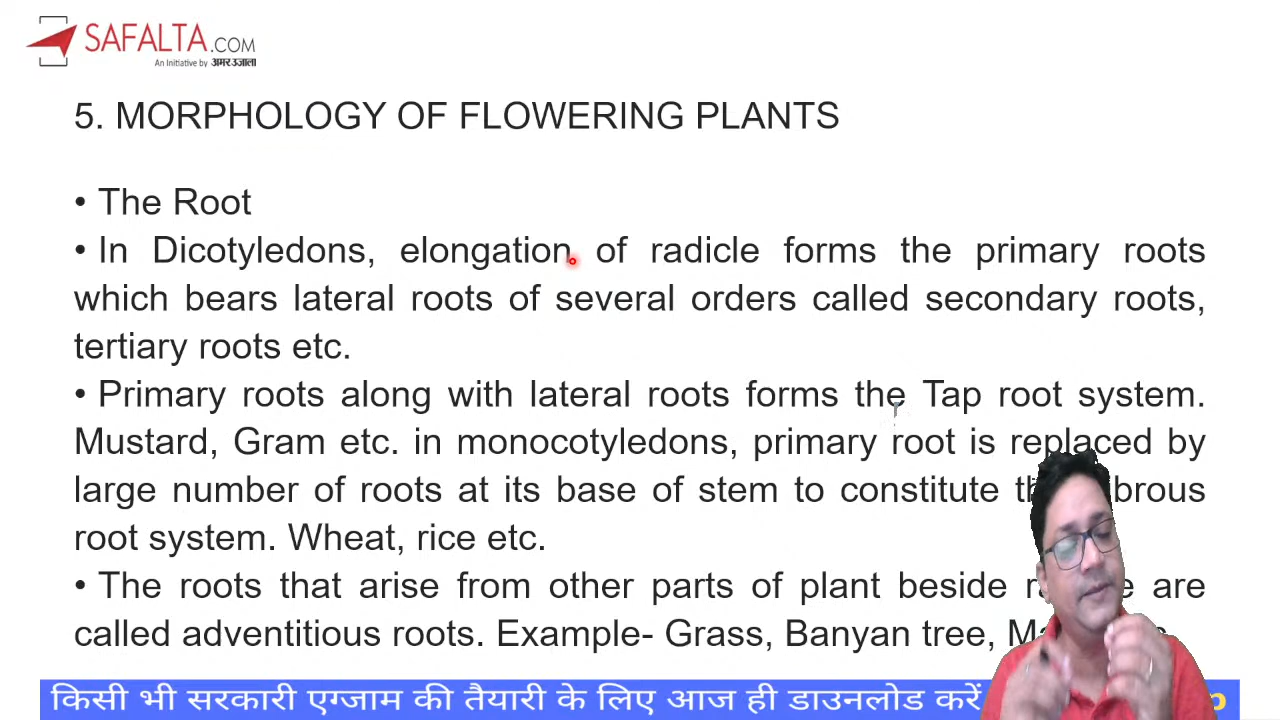 SAFALTA.COM
An Initiative by अमर उजाला
5. MORPHOLOGY OF FLOWERING PLANTS
• The Root
• In Dicotyledons, elongation of radicle forms the primary roots
which bears lateral roots of several orders called secondary roots,
tertiary roots etc.
• Primary roots along with lateral roots forms the Tap root system.
Mustard, Gram etc. in monocotyledons, primary root is replaced by
large number of roots at its base of stem to constitute
root system. Wheat, rice etc.
• The roots that arise from other parts of plant beside are
called adventitious roots. Example- Grass, Banyan tree,
किसी भी सरकारी एग्जाम की तैयारी के लिए आज ही डाउनलोड करें